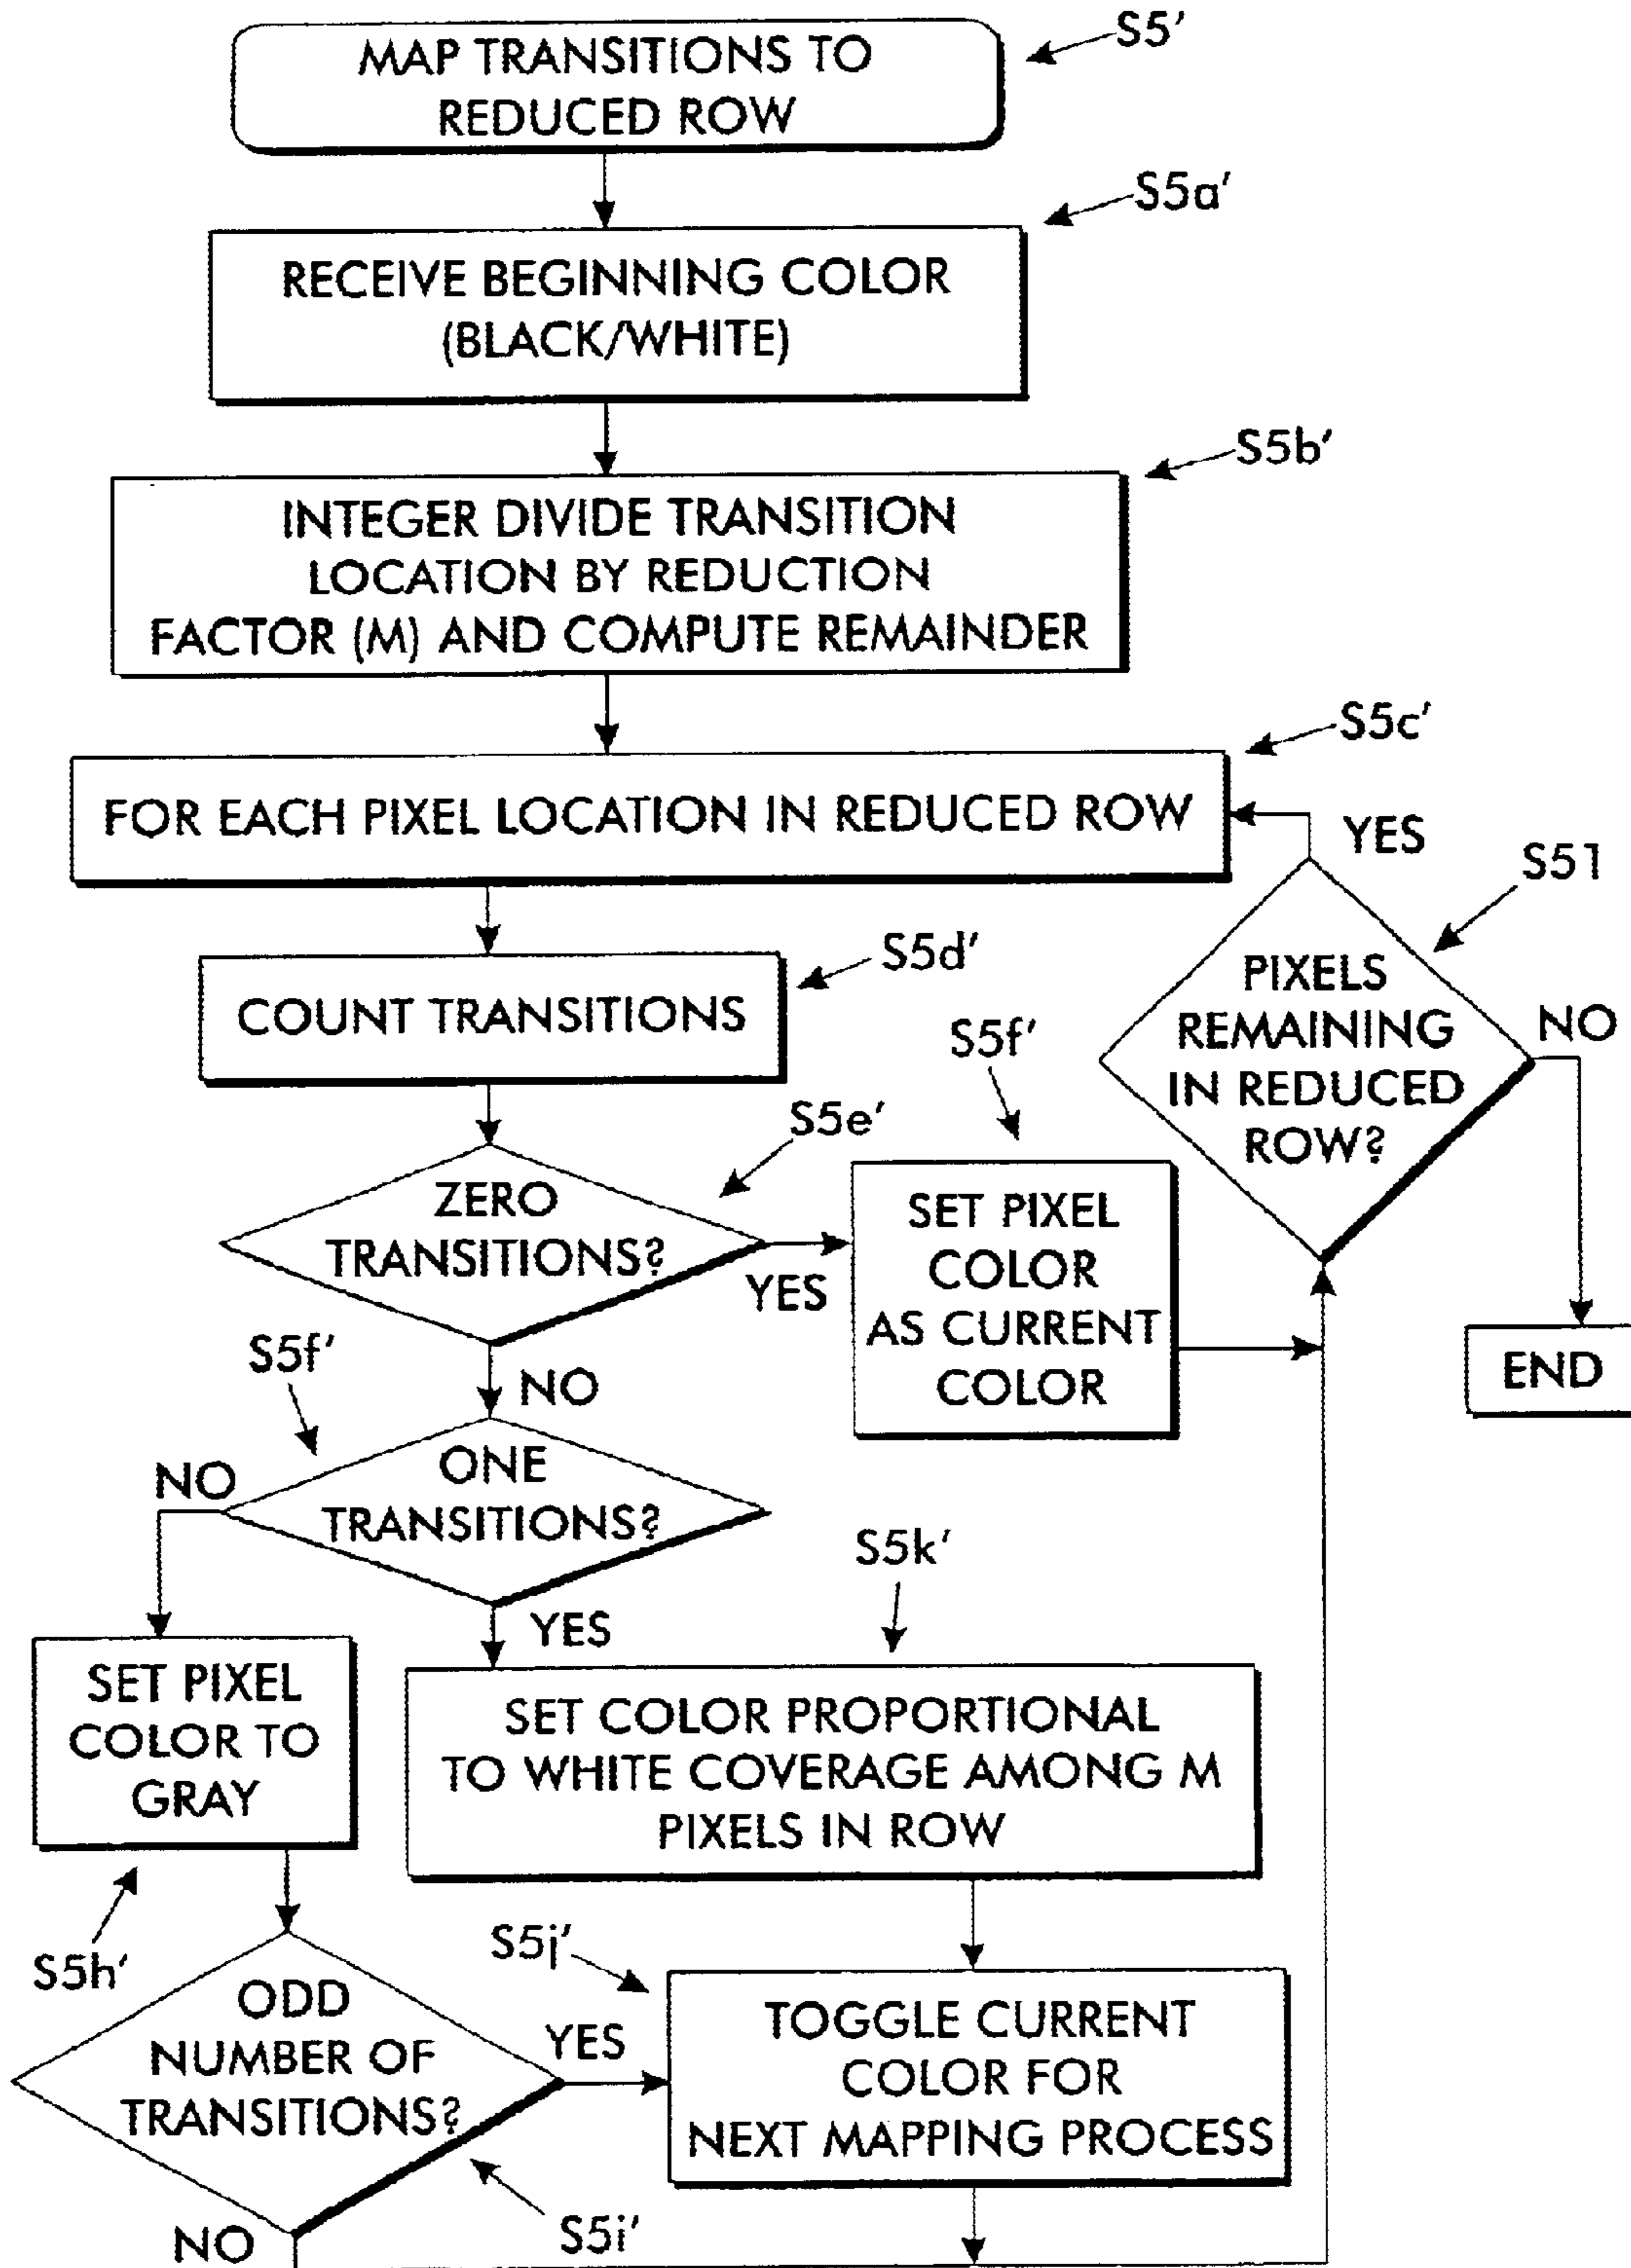 MAP TRANSITIONS TO
REDUCED ROW
S5'
RECEIVE BEGINNING COLOR
(BLACK/WHITE)
S5a'
INTEGER DIVIDE TRANSITION
LOCATION BY REDUCTION
FACTOR (M) AND COMPUTE REMAINDER
S5b'
FOR EACH PIXEL LOCATION IN REDUCED ROW
S5c'
YES
S51
COUNT TRANSITIONS
S5d'
PIXELS
REMAINING
IN REDUCED
ROW?
NO
END
ZERO
TRANSITIONS?
S5e'
YES
S5f'
SET PIXEL
COLOR
AS CURRENT
COLOR
NO
S5f'
ONE
TRANSITIONS?
NO
YES
S5k'
SET PIXEL
COLOR TO
GRAY
S5h'
SET COLOR PROPORTIONAL
TO WHITE COVERAGE AMONG M
PIXELS IN ROW
ODD
NUMBER OF
TRANSITIONS?
YES
S5j'
TOGGLE CURRENT
COLOR FOR
NEXT MAPPING PROCESS
NO
S5i'